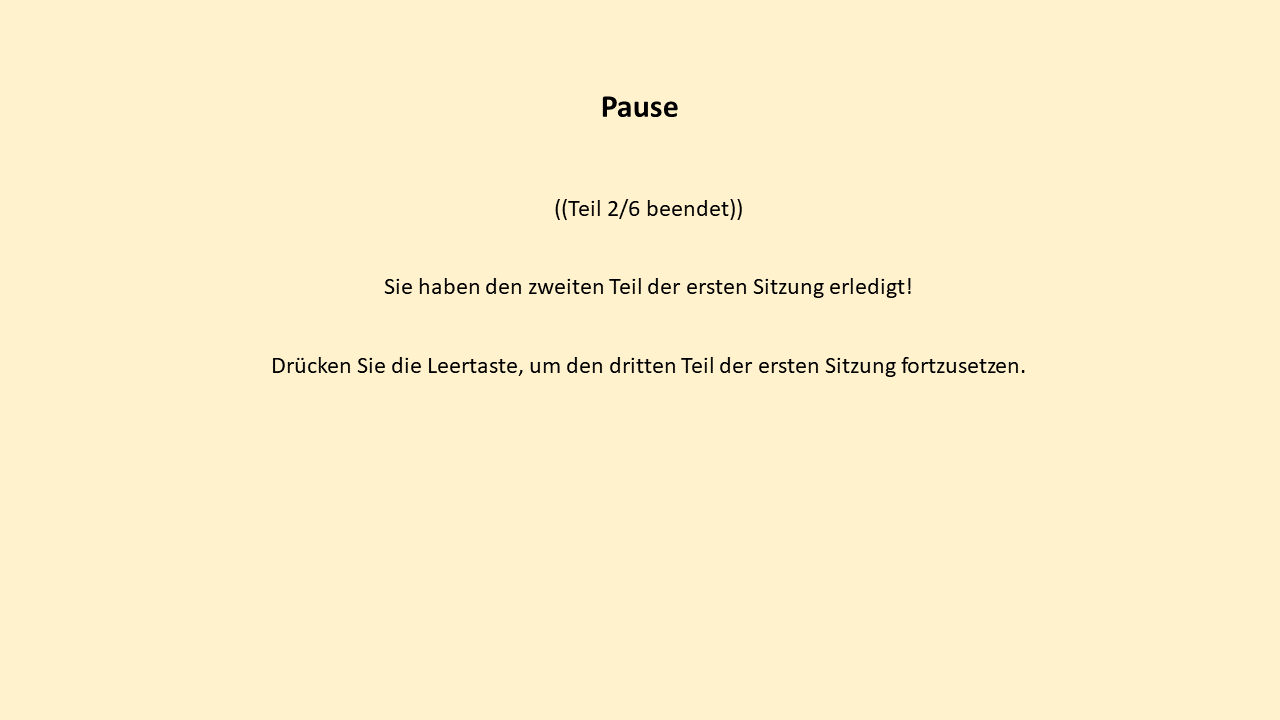 Pause
((Teil 2/6 beendet))
Sie haben den zweiten Teil der ersten Sitzung erledigt!
Drücken Sie die Leertaste, um den dritten Teil der ersten Sitzung fortzusetzen.